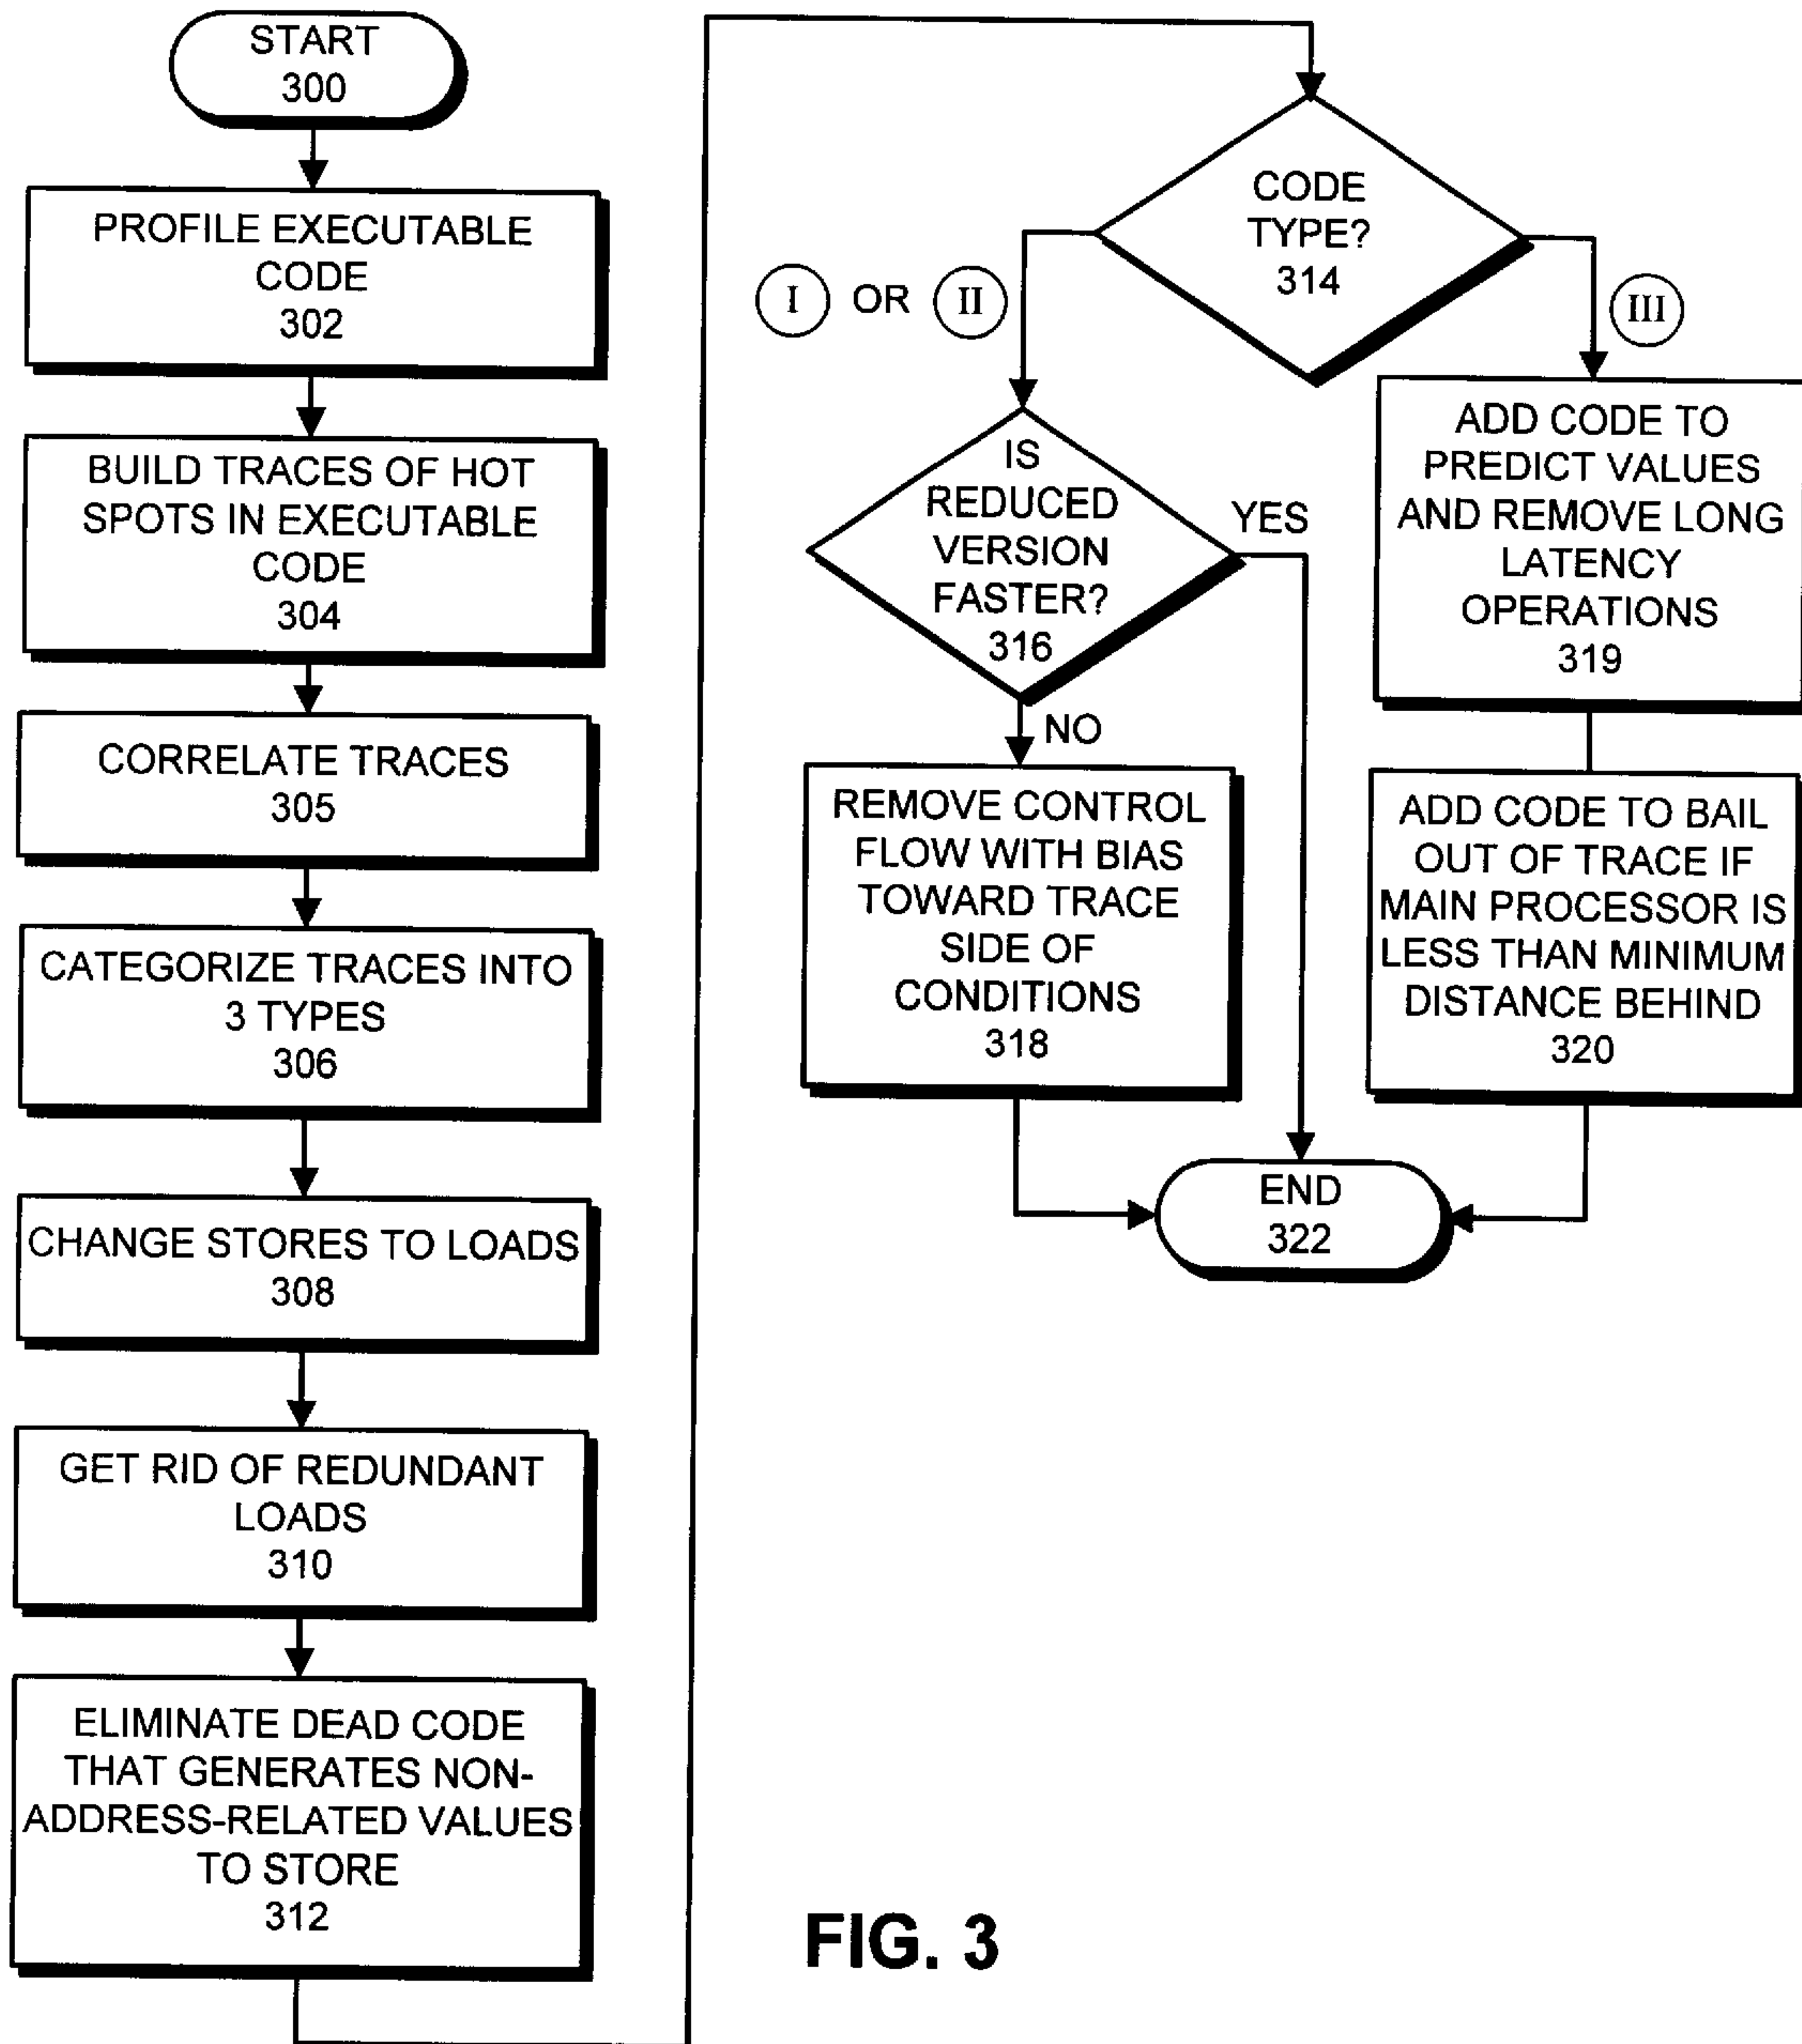 START
300
PROFILE EXECUTABLE
CODE
302
BUILD TRACES OF HOT
SPOTS IN EXECUTABLE
CODE
304
CORRELATE TRACES
305
CATEGORIZE TRACES INTO
3 TYPES
306
CHANGE STORES TO LOADS
308
GET RID OF REDUNDANT
LOADS
310
ELIMINATE DEAD CODE
THAT GENERATES NON-
ADDRESS-RELATED VALUES
TO STORE
312
CODE
TYPE?
314
I OR II
III
IS
REDUCED
VERSION
FASTER?
316
YES
NO
REMOVE CONTROL
FLOW WITH BIAS
TOWARD TRACE
SIDE OF
CONDITIONS
318
ADD CODE TO
PREDICT VALUES
AND REMOVE LONG
LATENCY
OPERATIONS
319
ADD CODE TO BAIL
OUT OF TRACE IF
MAIN PROCESSOR IS
LESS THAN MINIMUM
DISTANCE BEHIND
320
END
322
FIG. 3